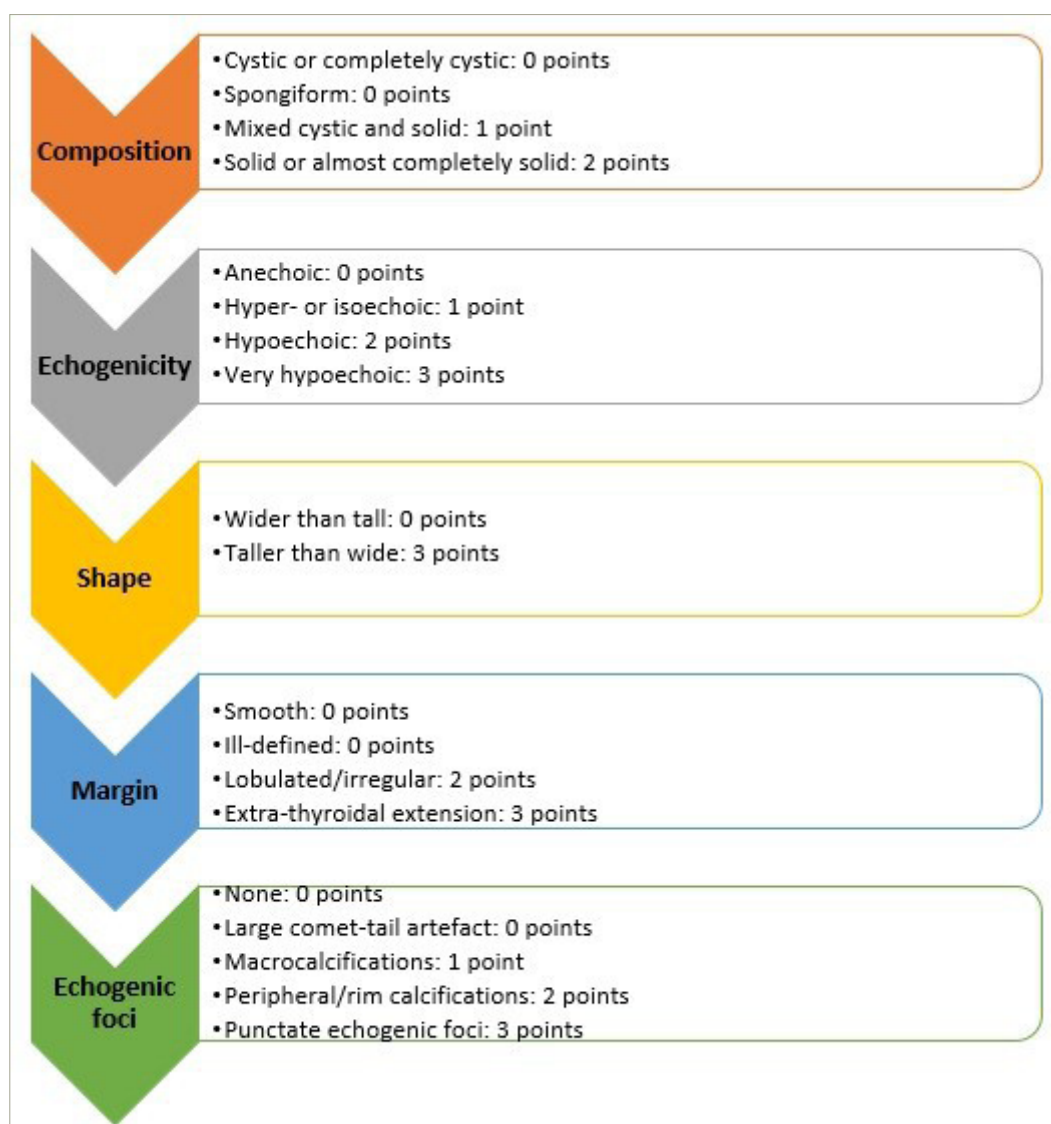 Composition
•Cystic or completely cystic: 0 points
•Spongiform: 0 points
•Mixed cystic and solid: 1 point
•Solid or almost completely solid: 2 points
Echogenicity
•Anechoic: 0 points
•Hyper- or isoechoic: 1 point
•Hypoechoic: 2 points
•Very hypoechoic: 3 points
Shape
•Wider than tall: 0 points
•Taller than wide: 3 points
Margin
•Smooth: 0 points
•Ill-defined: 0 points
•Lobulated/irregular: 2 points
•Extra-thyroidal extension: 3 points
Echogenic
foci
•None: 0 points
•Large comet-tail artefact: 0 points
•Macrocalcifications: 1 point
•Peripheral/rim calcifications: 2 points
•Punctate echogenic foci: 3 points